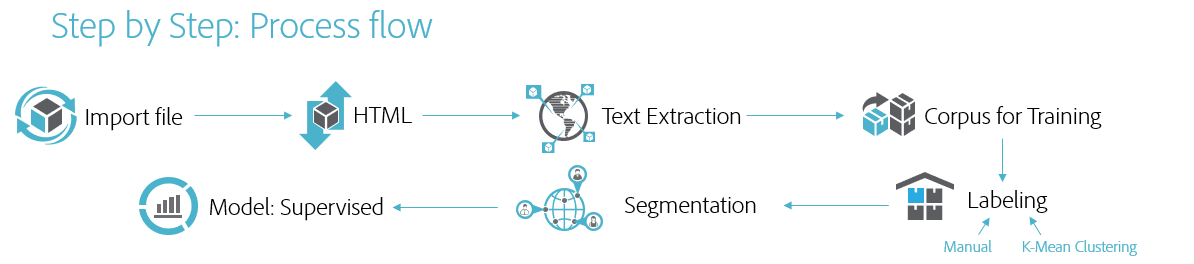 Step by Step: Process flow
Import file
HTML
Text Extraction
Corpus for Training
Labeling
Manual
K-Mean Clustering
Segmentation
Model: Supervised